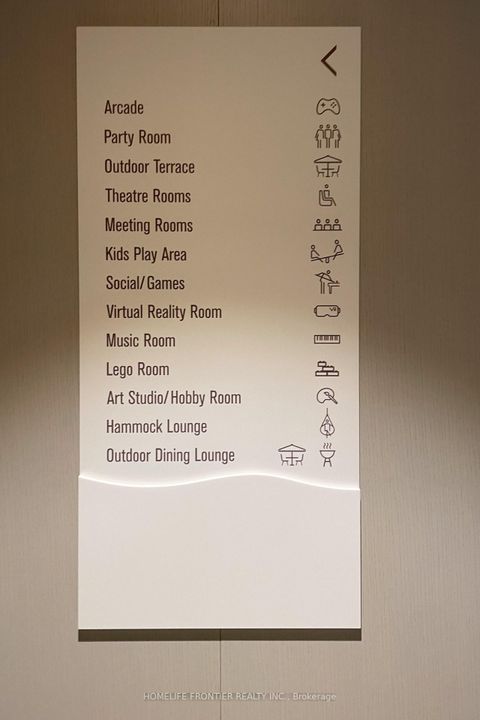 Arcade
Party Room
Outdoor Terrace
Theatre Rooms
Meeting Rooms
Kids Play Area
Social/Games
Virtual Reality Room
Music Room
Lego Room
Art Studio/Hobby Room
Hammock Lounge
Outdoor Dining Lounge
HOMELIFE FRONTIER REALTY INC., Brokerage